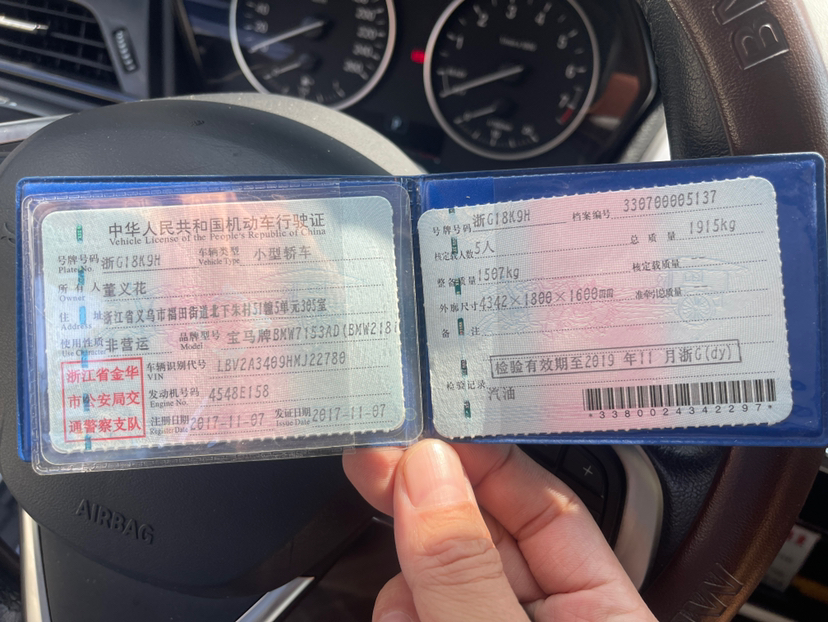 中华人民共和国机动车行驶证
Vehicle License of the People's Republic of China
号牌号码 浙G18K9H 车辆类型 小型轿车
Plate No. Vehicle Type
所有人 董义花
Owner
住址 浙江省义乌市福田街道北下朱村51幢5单元305室
Address
使用性质 非营运 品牌型号 宝马牌BMW7153AD(BMW218i
Use Character Model
浙江省金华
市公安局交
通警察支队
车辆识别代号 LBV2A3409HMJ22780
VIN
发动机号码 4548E158
Engine No.
注册日期 2017-11-07 发证日期 2017-11-07
Register Date Issue Date
号牌号码 浙G18K9H 档案编号 330700005137
核定载人数 5人 总质量 1915kg
整备质量 1507kg 核定载质量
外廓尺寸 4342×1800×1600mm 准牵引总质量
备注
检验有效期至2019年11月浙G(dy)
检验记录
汽油
*3380024342297*
AIRBAG